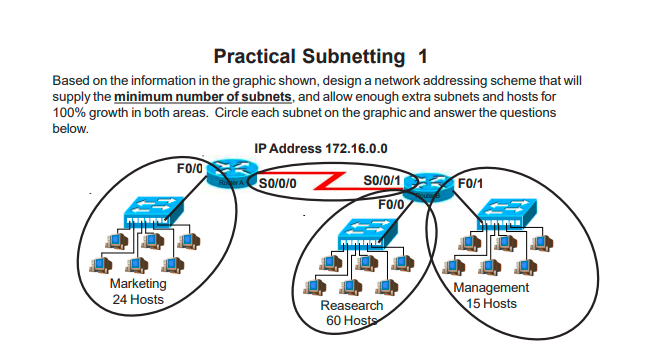 Practical Subnetting 1
Based on the information in the graphic shown, design a network addressing scheme that will
supply the minimum number of subnets, and allow enough extra subnets and hosts for
100% growth in both areas. Circle each subnet on the graphic and answer the questions
below.
IP Address 172.16.0.0
F0/0
Router A
S0/0/0
S0/0/1
Router B
F0/1
F0/0
Marketing
24 Hosts
Reasearch
60 Hosts
Management
15 Hosts